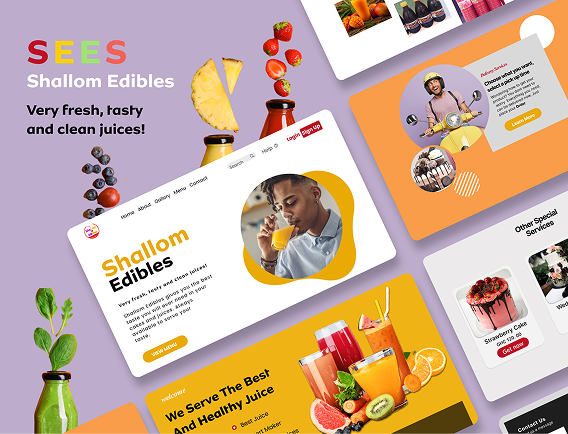 SEES
Shallom Edibles
Very fresh, tasty
and clean juices!
Home About Gallery Menu Contact
Search
Help
Login Sign Up
Shallom
Edibles
Very fresh, tasty and clean juices!
Shallom Edibles gives you the best
taste you will ever need in your
cakes and juices. Always
available to serve your
taste.
VIEW MENU
Delivery Services
Choose what you want,
select a pick up time
Learn More
Other Special
Services
Strawberry Cake
Get now
Wed
welcome
We Serve The Best
And Healthy Juice
Best Juice
Contact Us